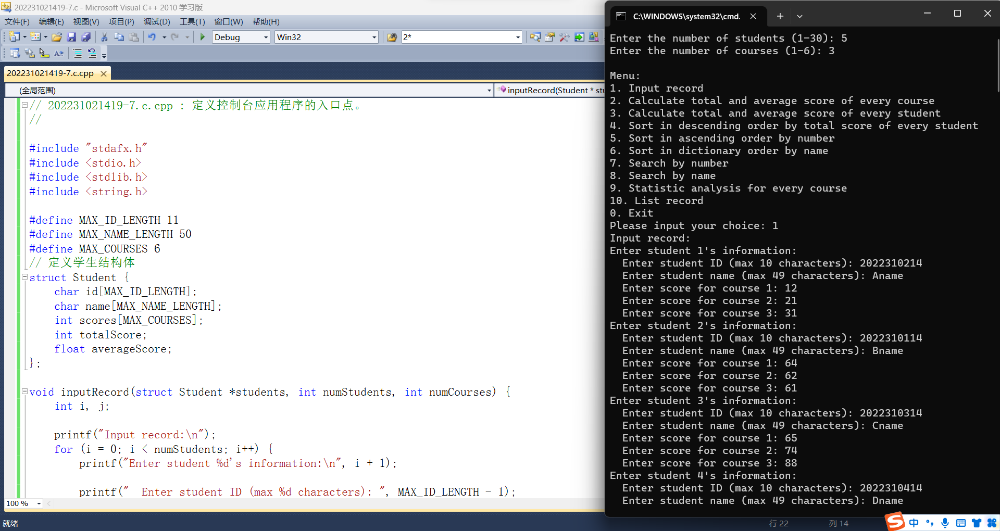 202231021419-7.c - Microsoft Visual C++ 2010 学习版
文件(F) 编辑(E) 视图(V) 项目(P) 调试(D) 工具(T) 窗口(W) 帮助(H)
Debug Win32 2*
202231021419-7.c.cpp
(全局范围) inputRecord(Student * stu
// 202231021419-7.c.cpp : 定义控制台应用程序的入口点。
//
#include "stdafx.h"
#include <stdio.h>
#include <stdlib.h>
#include <string.h>
#define MAX_ID_LENGTH 11
#define MAX_NAME_LENGTH 50
#define MAX_COURSES 6
// 定义学生结构体
struct Student {
char id[MAX_ID_LENGTH];
char name[MAX_NAME_LENGTH];
int scores[MAX_COURSES];
int totalScore;
float averageScore;
};
void inputRecord(struct Student *students, int numStudents, int numCourses) {
int i, j;
printf("Input record:\n");
for (i = 0; i < numStudents; i++) {
printf("Enter student %d's information:\n", i + 1);
printf("  Enter student ID (max %d characters): ", MAX_ID_LENGTH - 1);
100 %
就绪
行 22 列 14
C:\WINDOWS\system32\cmd.
Enter the number of students (1-30): 5
Enter the number of courses (1-6): 3
Menu:
1. Input record
2. Calculate total and average score of every course
3. Calculate total and average score of every student
4. Sort in descending order by total score of every student
5. Sort in ascending order by number
6. Sort in dictionary order by name
7. Search by number
8. Search by name
9. Statistic analysis for every course
10. List record
0. Exit
Please input your choice: 1
Input record:
Enter student 1's information:
Enter student ID (max 10 characters): 2022310214
Enter student name (max 49 characters): Aname
Enter score for course 1: 12
Enter score for course 2: 21
Enter score for course 3: 31
Enter student 2's information:
Enter student ID (max 10 characters): 2022310114
Enter student name (max 49 characters): Bname
Enter score for course 1: 64
Enter score for course 2: 62
Enter score for course 3: 61
Enter student 3's information:
Enter student ID (max 10 characters): 2022310314
Enter student name (max 49 characters): Cname
Enter score for course 1: 65
Enter score for course 2: 74
Enter score for course 3: 88
Enter student 4's information:
Enter student ID (max 10 characters): 2022310414
Enter student name (max 49 characters): Dname
中